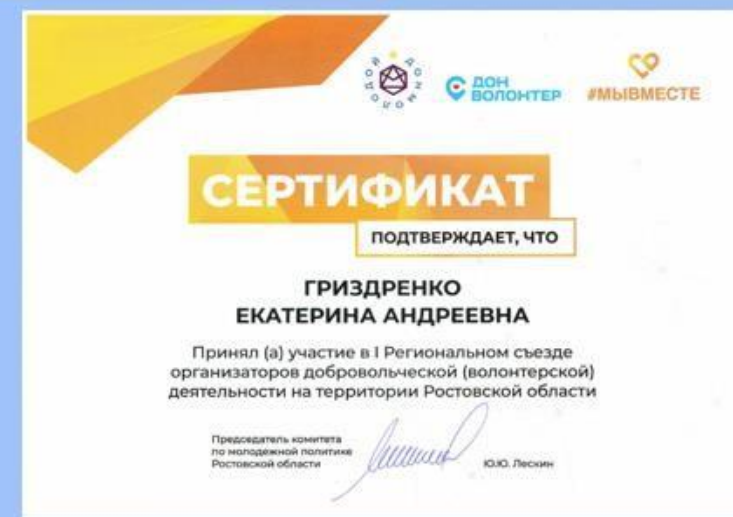 ДОНМОЛОДОЙ
ДОН
ВОЛОНТЕР
#МЫВМЕСТЕ
СЕРТИФИКАТ
ПОДТВЕРЖДАЕТ, ЧТО
ГРИЗДРЕНКО
ЕКАТЕРИНА АНДРЕЕВНА
Принял (а) участие в I Региональном съезде
организаторов добровольческой (волонтерской)
деятельности на территории Ростовской области
Председатель комитета
по молодежной политике
Ростовской области
Ю.Ю. Лескин